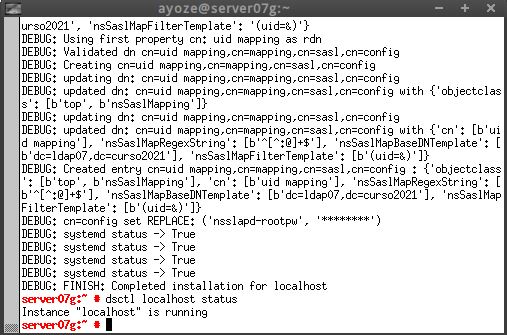 ayoze@server07g:~
urso2021', 'nsSaslMapFilterTemplate': '(uid=&)'}
DEBUG: Using first property cn: uid mapping as rdn
DEBUG: Validated dn cn=uid mapping,cn=mapping,cn=sasl,cn=config
DEBUG: Creating cn=uid mapping,cn=mapping,cn=sasl,cn=config
DEBUG: updating dn: cn=uid mapping,cn=mapping,cn=sasl,cn=config
DEBUG: updated dn: cn=uid mapping,cn=mapping,cn=sasl,cn=config with {'objectclas
s': [b'top', b'nsSaslMapping']}
DEBUG: updating dn: cn=uid mapping,cn=mapping,cn=sasl,cn=config
DEBUG: updated dn: cn=uid mapping,cn=mapping,cn=sasl,cn=config with {'cn': [b'ui
d mapping'], 'nsSaslMapRegexString': [b'^[^:@]+$'], 'nsSaslMapBaseDNTemplate': [
b'dc=ldap07,dc=curso2021'], 'nsSaslMapFilterTemplate': [b'(uid=&)']}
DEBUG: Created entry cn=uid mapping,cn=mapping,cn=sasl,cn=config : {'objectclass
': [b'top', b'nsSaslMapping'], 'cn': [b'uid mapping'], 'nsSaslMapRegexString': [
b'^[^:@]+$'], 'nsSaslMapBaseDNTemplate': [b'dc=ldap07,dc=curso2021'], 'nsSaslMap
FilterTemplate': [b'(uid=&)']}
DEBUG: cn=config set REPLACE: ('nsslapd-rootpw', '********')
DEBUG: systemd status -> True
DEBUG: systemd status -> True
DEBUG: systemd status -> True
DEBUG: systemd status -> True
DEBUG: FINISH: Completed installation for localhost
server07g:~ # dsctl localhost status
Instance "localhost" is running
server07g:~ #